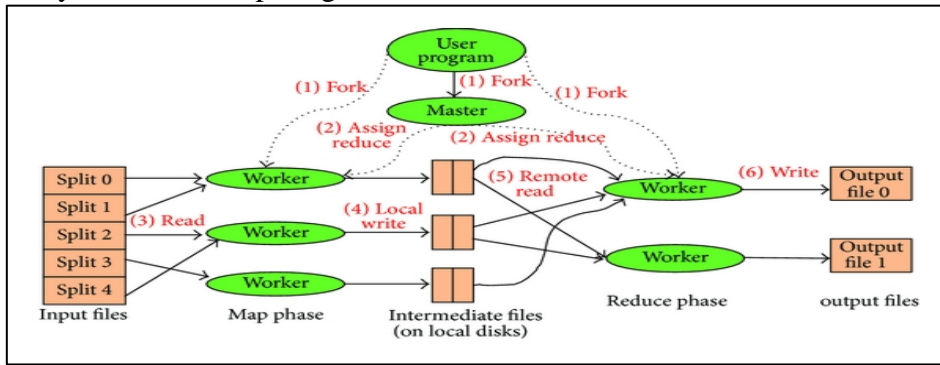 User
program
(1) Fork
(1) Fork
(1) Fork
Master
(2) Assign
reduce
(2) Assign reduce
Split 0
Split 1
Split 2
Split 3
Split 4
Input files
(3) Read
Worker
Worker
Worker
Map phase
(4) Local
write
Intermediate files
(on local disks)
(5) Remote
read
Worker
Worker
Reduce phase
(6) Write
Output
file 0
Output
file 1
output files